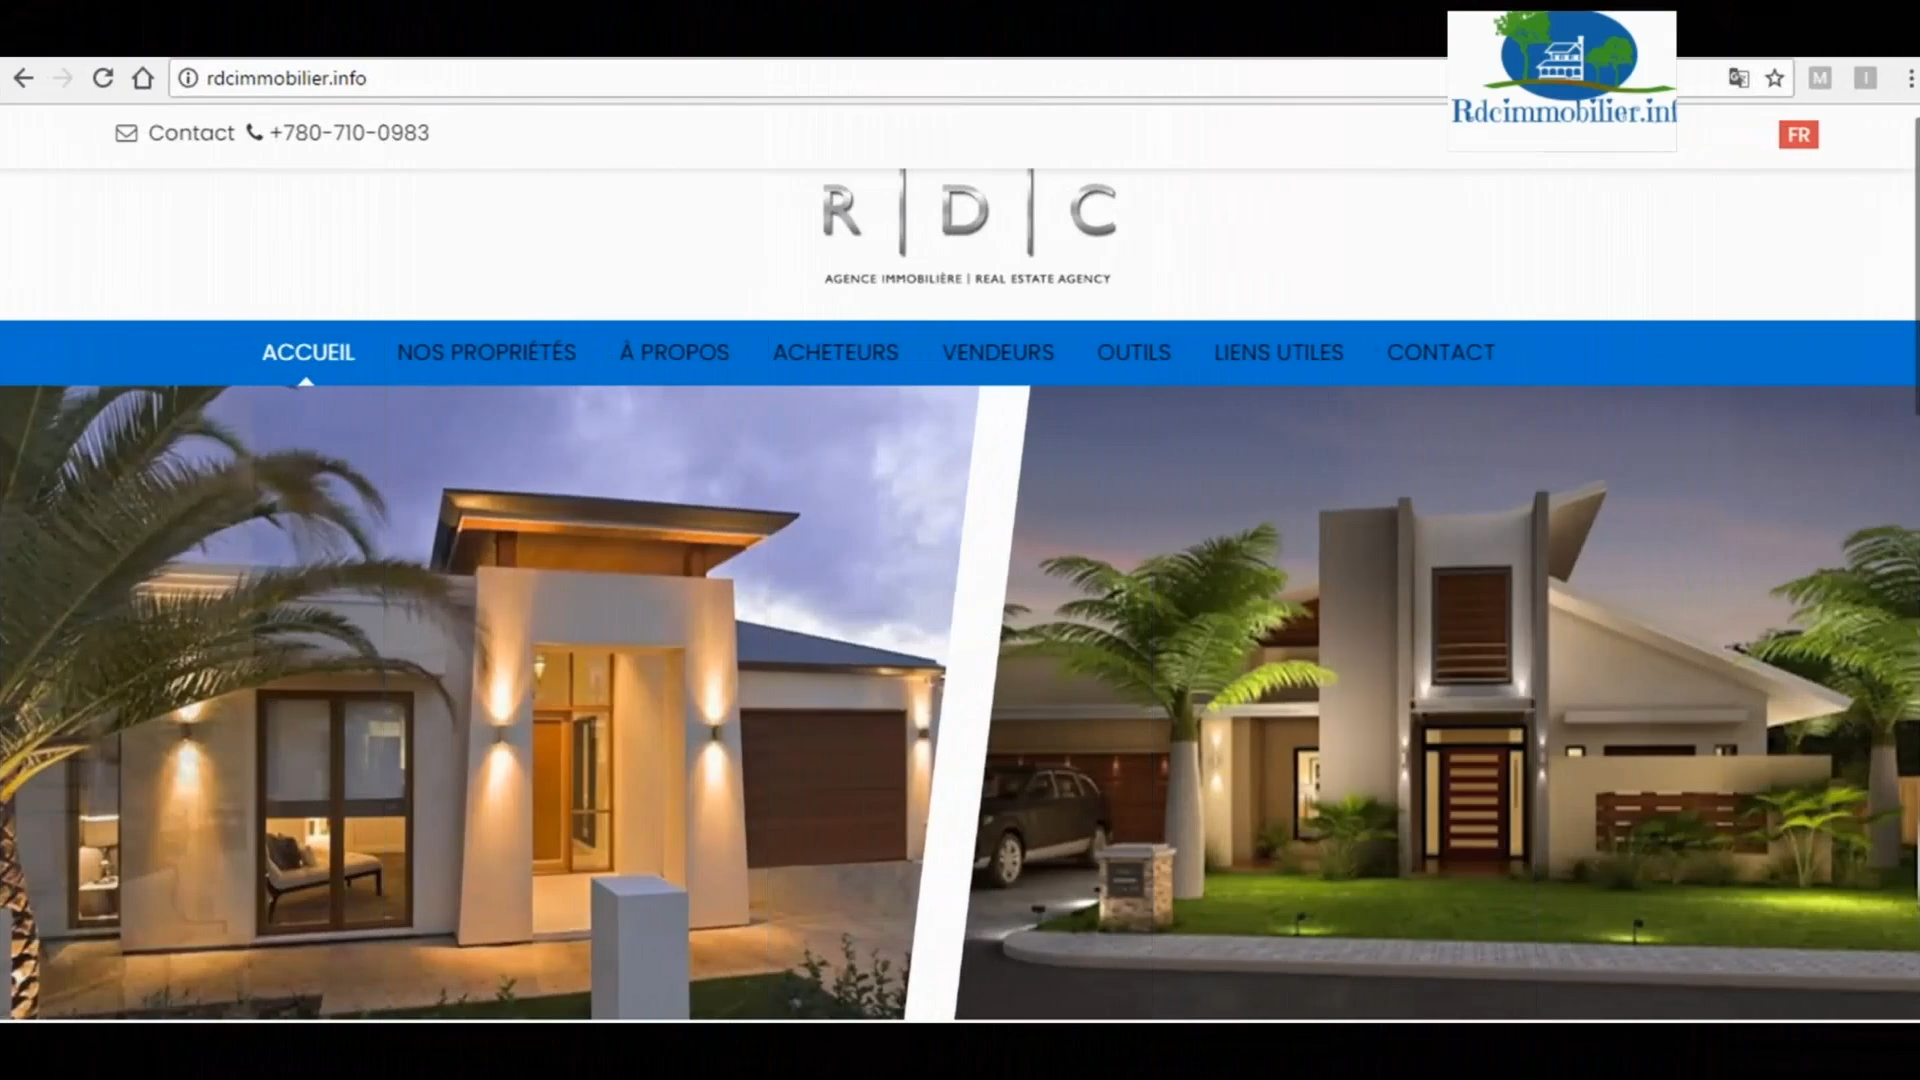 rdcimmobilier.info
Rdcimmobilier.inf
Contact +780-710-0983
FR
R|D|C
AGENCE IMMOBILIÈRE | REAL ESTATE AGENCY
ACCUEIL NOS PROPRIÉTÉS À PROPOS ACHETEURS VENDEURS OUTILS LIENS UTILES CONTACT